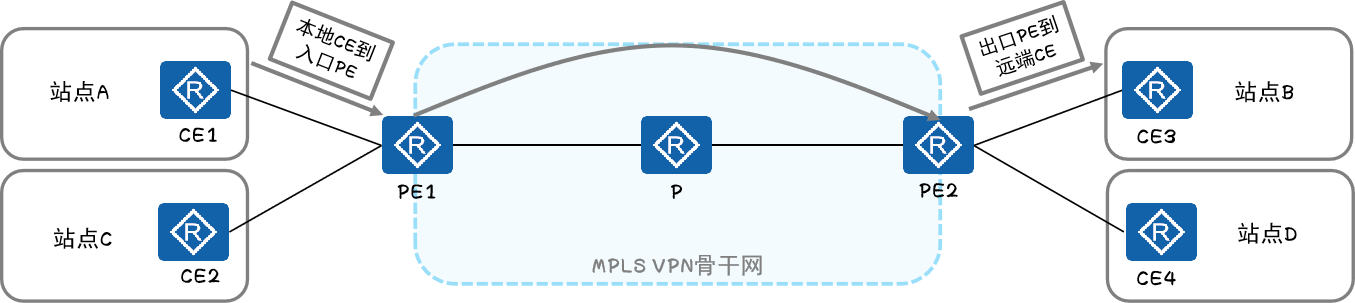 本地CE到
入口PE
出口PE到
远端CE
站点A
R
CE1
R
CE3
站点B
R
PE1
R
P
R
PE2
站点C
R
CE2
R
CE4
站点D
MPLS VPN骨干网